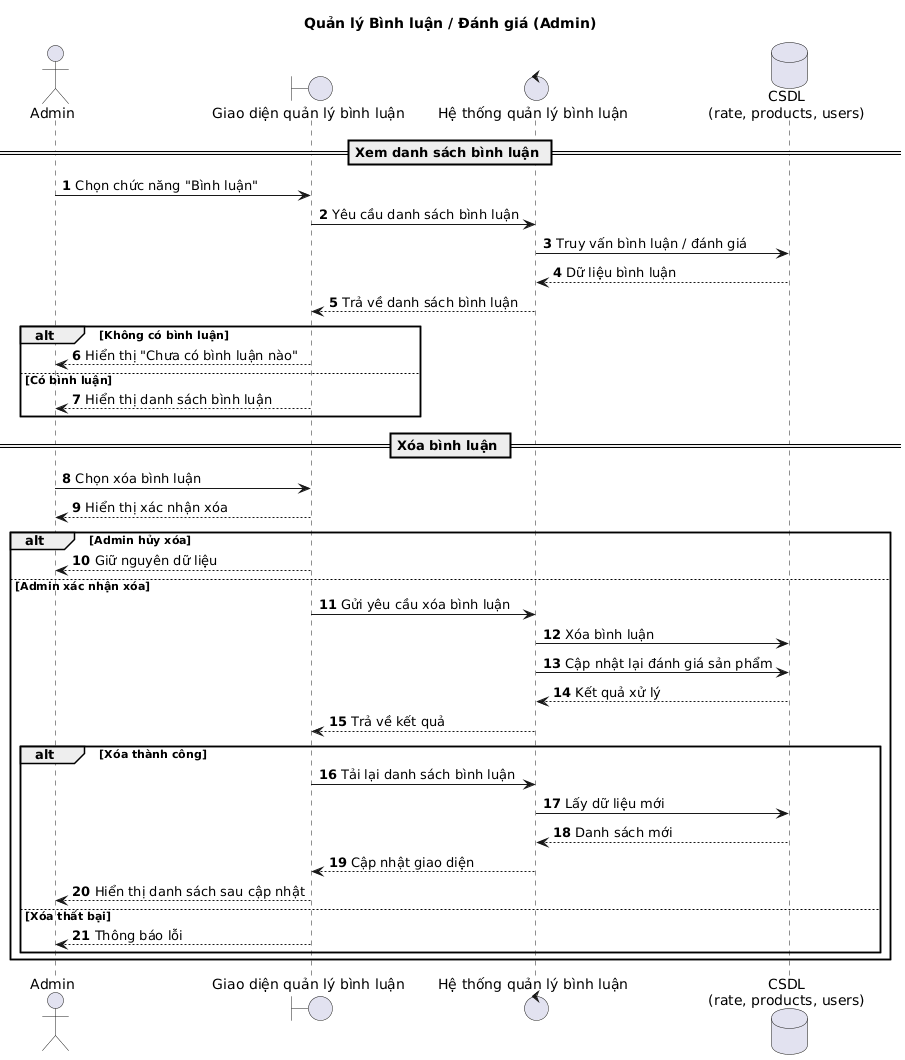 Quản lý Bình luận / Đánh giá (Admin)
Admin
Giao diện quản lý bình luận
Hệ thống quản lý bình luận
CSDL
(rate, products, users)
Xem danh sách bình luận
1 Chọn chức năng "Bình luận"
2 Yêu cầu danh sách bình luận
3 Truy vấn bình luận / đánh giá
4 Dữ liệu bình luận
5 Trả về danh sách bình luận
alt [Không có bình luận]
6 Hiển thị "Chưa có bình luận nào"
[Có bình luận]
7 Hiển thị danh sách bình luận
Xóa bình luận
8 Chọn xóa bình luận
9 Hiển thị xác nhận xóa
alt [Admin hủy xóa]
10 Giữ nguyên dữ liệu
[Admin xác nhận xóa]
11 Gửi yêu cầu xóa bình luận
12 Xóa bình luận
13 Cập nhật lại đánh giá sản phẩm
14 Kết quả xử lý
15 Trả về kết quả
alt [Xóa thành công]
16 Tải lại danh sách bình luận
17 Lấy dữ liệu mới
18 Danh sách mới
19 Cập nhật giao diện
20 Hiển thị danh sách sau cập nhật
[Xóa thất bại]
21 Thông báo lỗi
Admin
Giao diện quản lý bình luận
Hệ thống quản lý bình luận
CSDL
(rate, products, users)